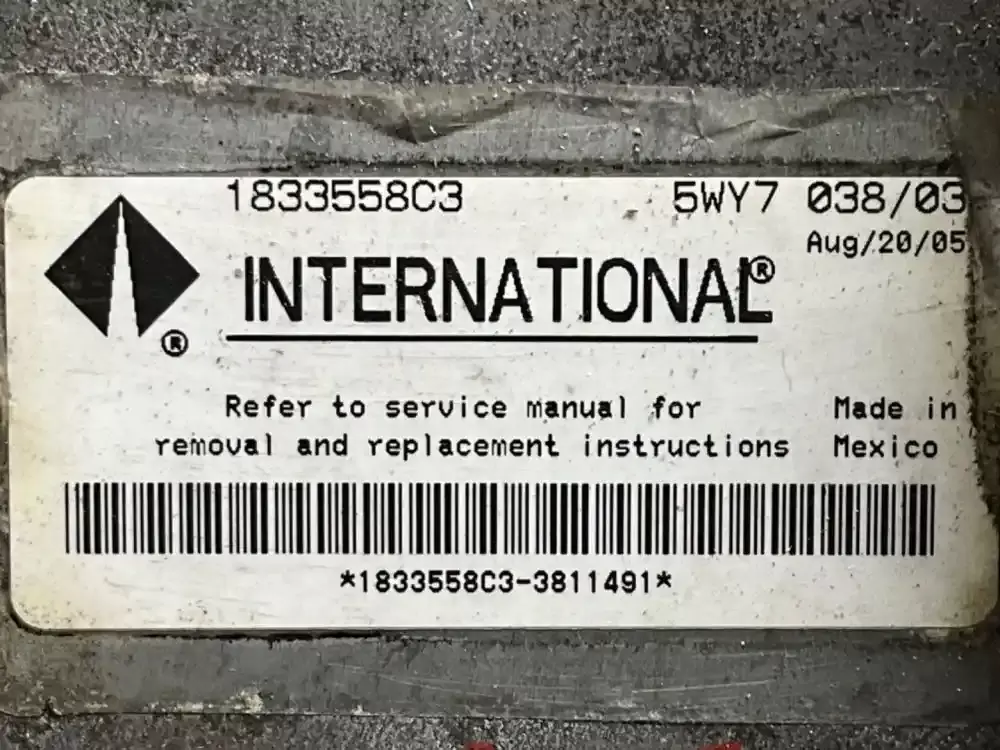 1833558C3 5WY7 038/03
Aug/20/05
INTERNATIONAL®
®
Refer to service manual for Made in
removal and replacement instructions Mexico
*1833558C3-3811491*